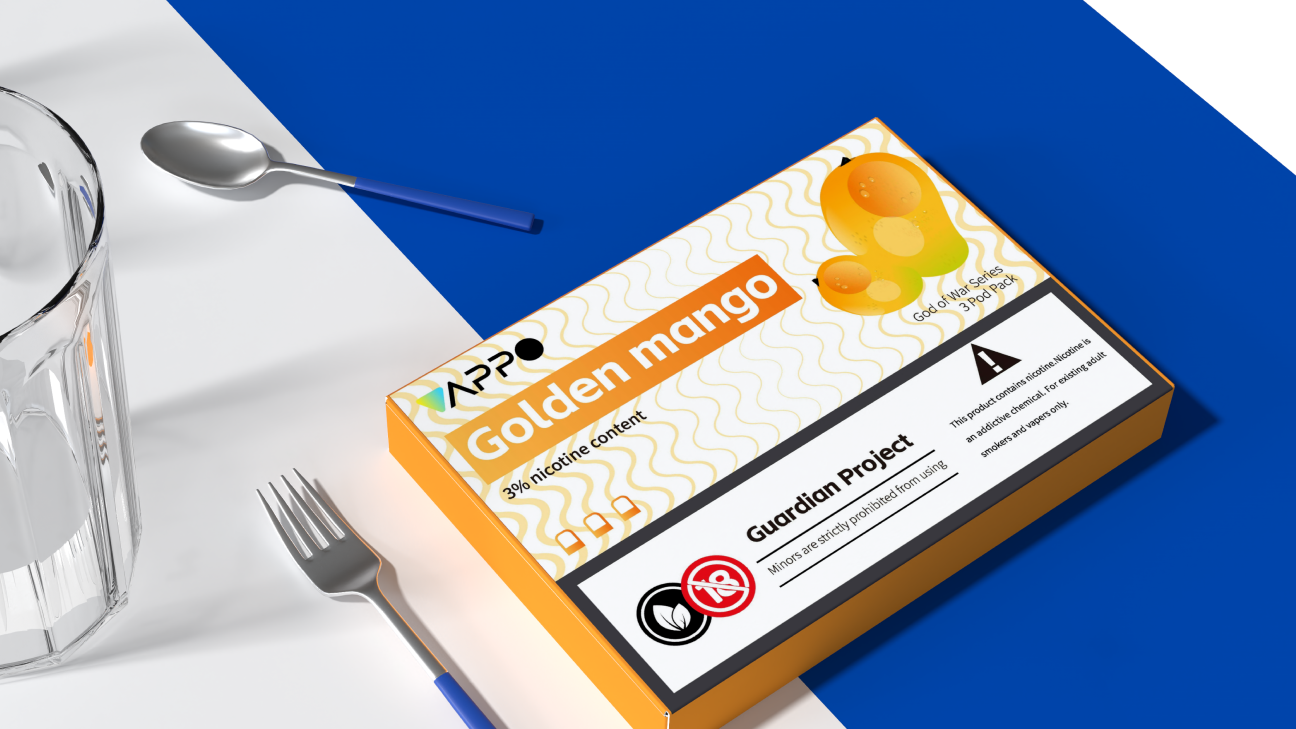 VAPPO
Golden mango
3% nicotine content
God of War Series
3 Pod Pack
This product contains nicotine.Nicotine is
an addictive chemical. For existing adult
smokers and vapers only.
Guardian Project
Minors are strictly prohibited from using
18